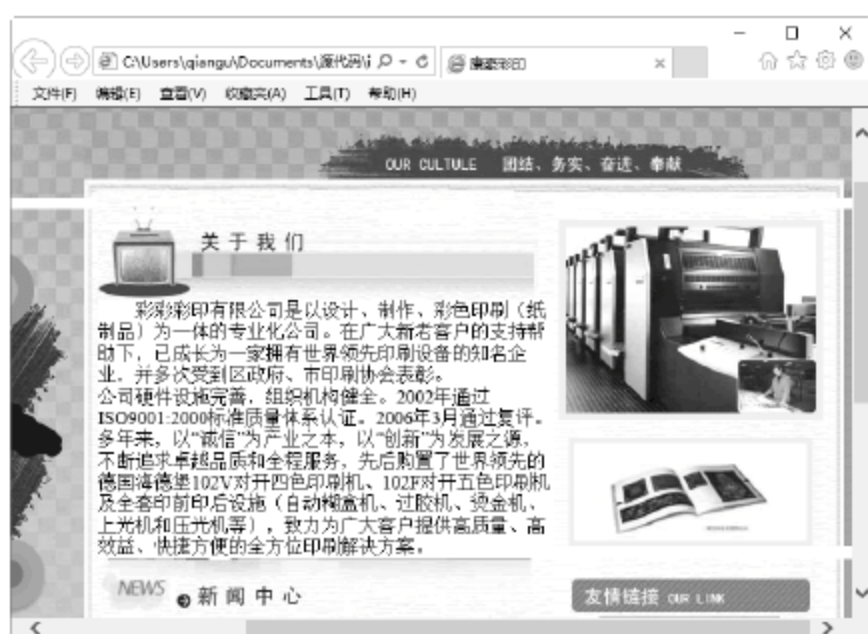 C:\Users\qiangu\Documents\源代码\
康豪彩印
文件(F) 编辑(E) 查看(V) 收藏夹(A) 工具(T) 帮助(H)
OUR CULTULE 团结、务实、奋进、奉献
关于我们
彩彩彩印有限公司是以设计、制作、彩色印刷（纸
制品）为一体的专业化公司。在广大新老客户的支持帮
助下，已成长为一家拥有世界领先印刷设备的知名企
业，并多次受到区政府、市印刷协会表彰。
公司硬件设施完善，组织机构健全。2002年通过
ISO9001:2000标准质量体系认证。2006年3月通过复评。
多年来，以“诚信”为产业之本，以“创新”为发展之源，
不断追求卓越品质和全程服务，先后购置了世界领先的
德国海德堡102V对开四色印刷机、102F对开五色印刷机
及全套印前印后设施（自动糊盒机、过胶机、烫金机、
上光机和压光机等），致力为广大客户提供高质量、高
效益、快捷方便的全方位印刷解决方案。
NEWS 新闻中心
友情链接 OUR LINK